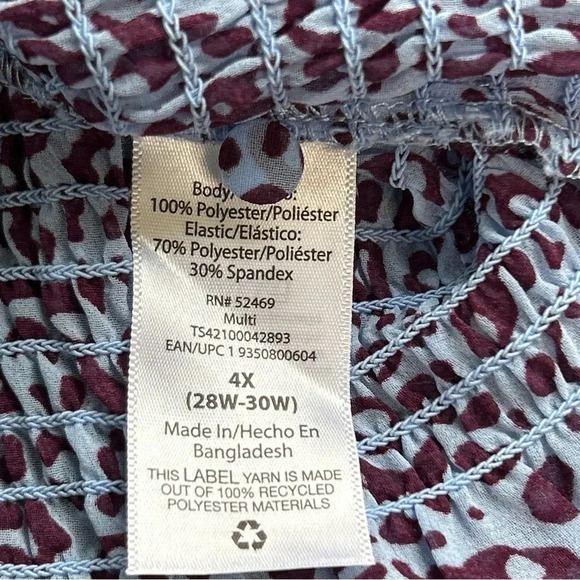 Body/
100% Polyester/Poliéster
Elastic/Elástico:
70% Polyester/Poliéster
30% Spandex
RN# 52469
Multi
TS42100042893
EAN/UPC 1 9350800604
4X
(28W-30W)
Made In/Hecho En
Bangladesh
THIS LABEL YARN IS MADE
OUT OF 100% RECYCLED
POLYESTER MATERIALS